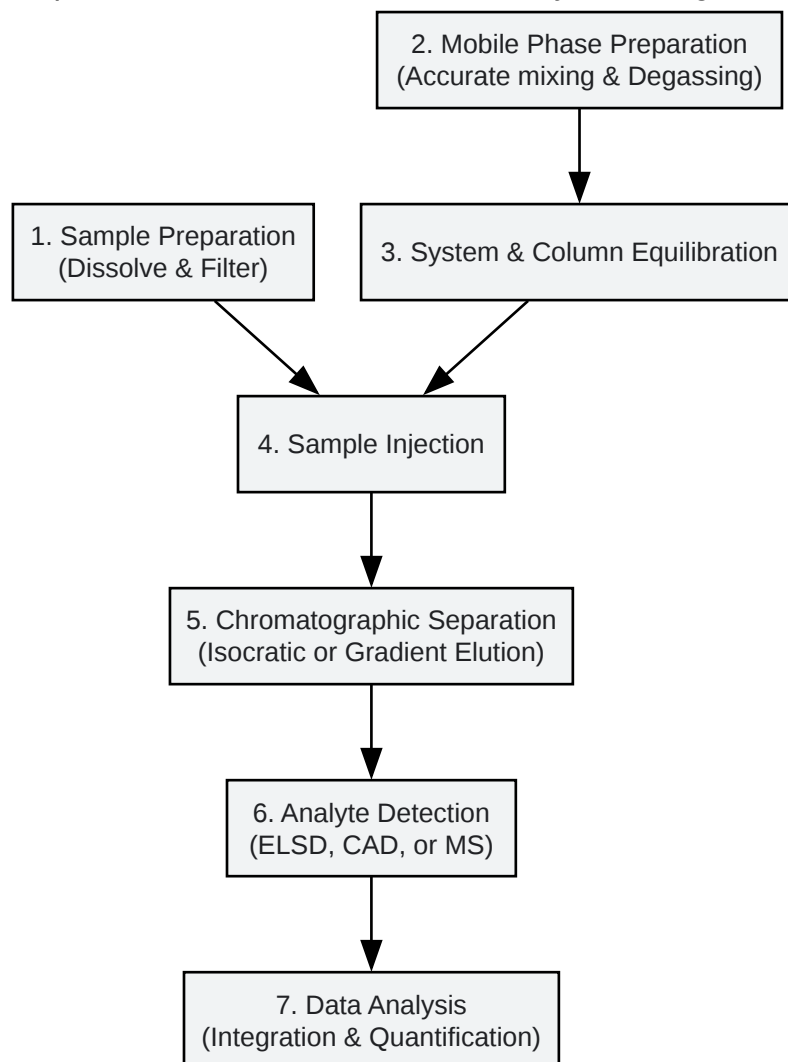 2. Mobile Phase Preparation
(Accurate mixing & Degassing)
1. Sample Preparation
(Dissolve & Filter)
3. System & Column Equilibration
4. Sample Injection
5. Chromatographic Separation
(Isocratic or Gradient Elution)
6. Analyte Detection
(ELSD, CAD, or MS)
7. Data Analysis
(Integration & Quantification)